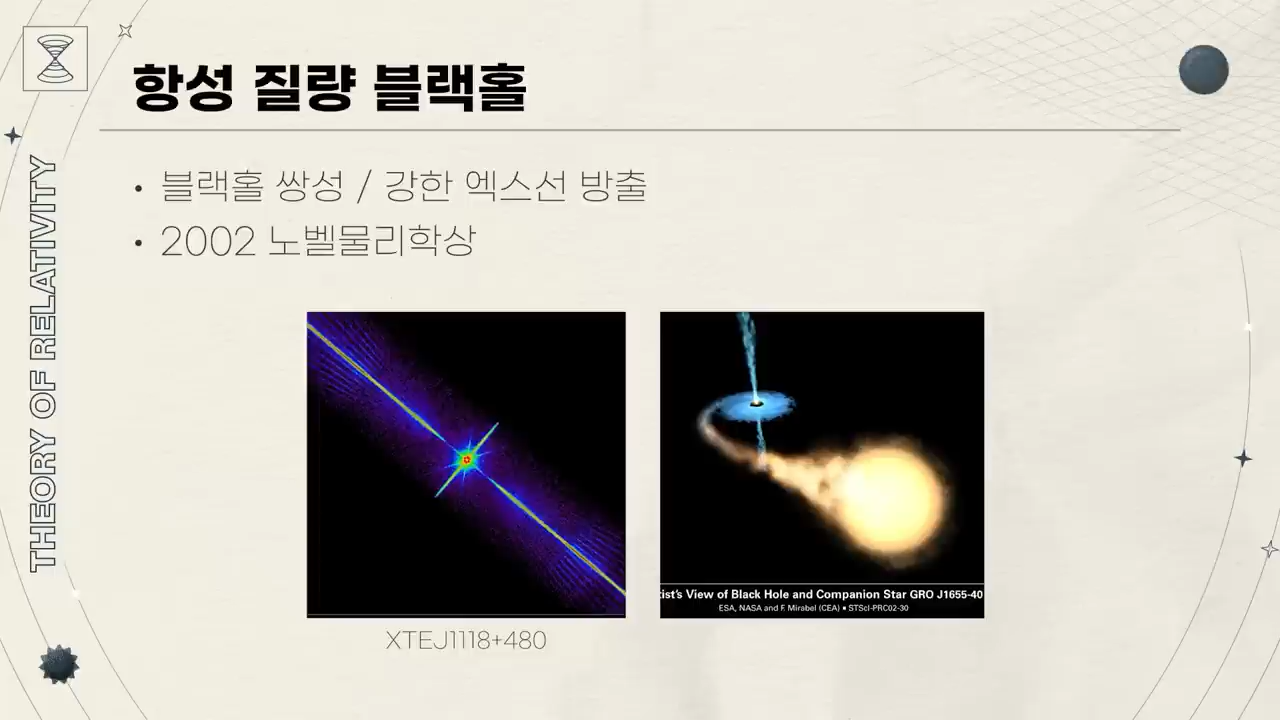 항성 질량 블랙홀
• 블랙홀 쌍성 / 강한 엑스선 방출
• 2002 노벨물리학상
THEORY OF RELATIVITY
tist's View of Black Hole and Companion Star GRO J1655-40
ESA, NASA and F. Mirabel (CEA) ▪ STScI-PRC02-30
XTEJ1118+480